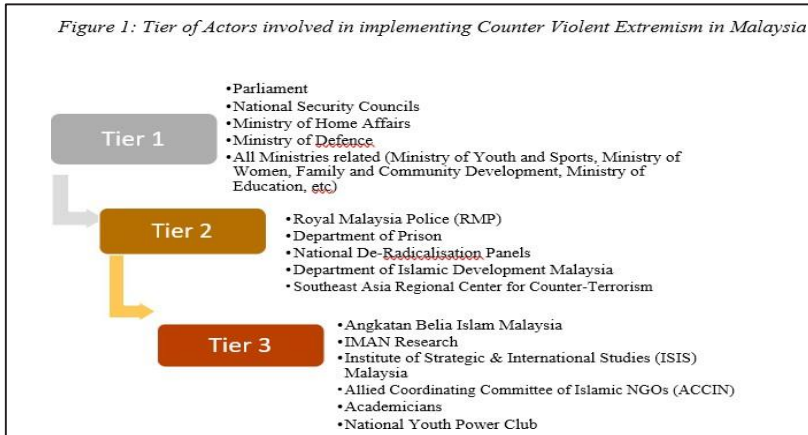 Figure 1: Tier of Actors involved in implementing Counter Violent Extremism in Malaysia
Tier 1
•Parliament
•National Security Councils
•Ministry of Home Affairs
•Ministry of Defence
•All Ministries related (Ministry of Youth and Sports, Ministry of
Women, Family and Community Development, Ministry of
Education, etc)
Tier 2
•Royal Malaysia Police (RMP)
•Department of Prison
•National De-Radicalisation Panels
•Department of Islamic Development Malaysia
•Southeast Asia Regional Center for Counter-Terrorism
Tier 3
•Angkatan Belia Islam Malaysia
•IMAN Research
•Institute of Strategic & International Studies (ISIS)
Malaysia
•Allied Coordinating Committee of Islamic NGOs (ACCIN)
•Academicians
•National Youth Power Club